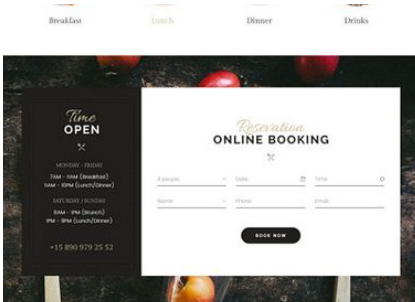 Breakfast
Lunch
Dinner
Drinks
Time
OPEN
MONDAY - FRIDAY
7AM - 11AM (Breakfast)
11AM - 10PM (Lunch/Dinner)
SATURDAY / SUNDAY
8AM - 1PM (Brunch)
1PM - 9PM (Lunch/Dinner)
+15 890 979 25 52
Reservation
ONLINE BOOKING
4 people
Date
Time
Name
Phone
Email
BOOK NOW